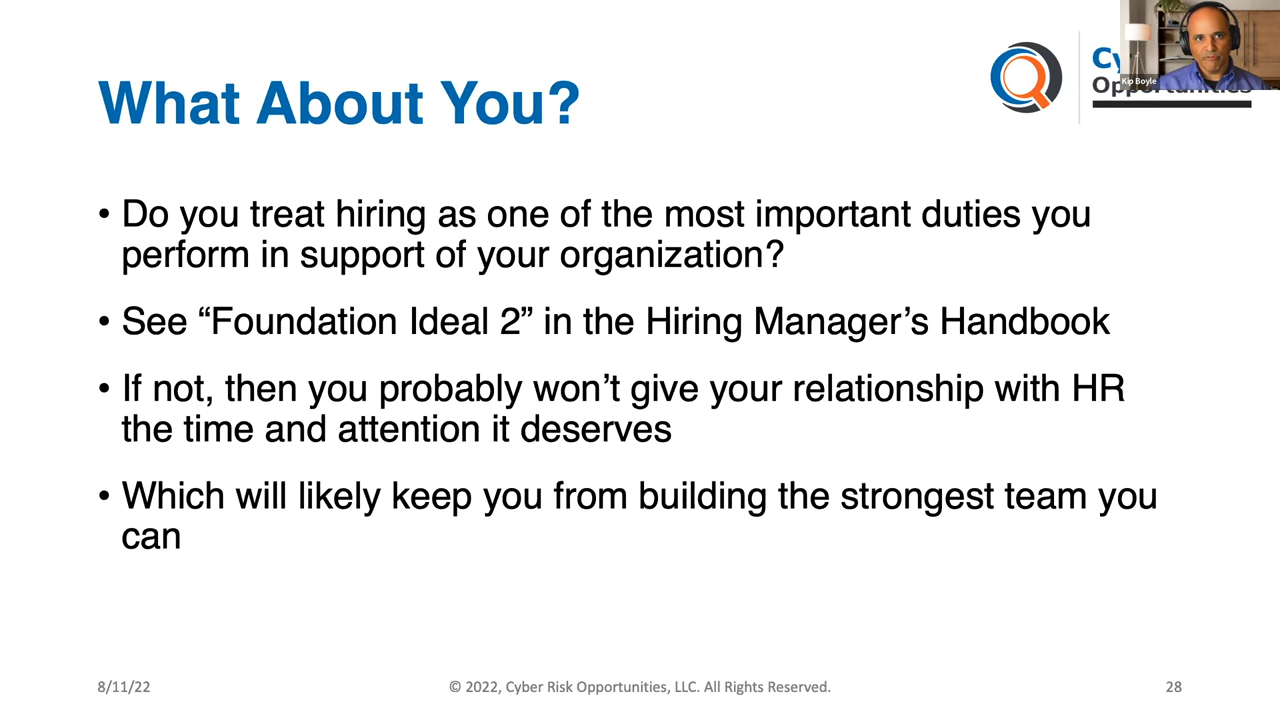 What About You?
Kip Boyle
Opportunities
• Do you treat hiring as one of the most important duties you
perform in support of your organization?
• See “Foundation Ideal 2” in the Hiring Manager’s Handbook
• If not, then you probably won’t give your relationship with HR
the time and attention it deserves
• Which will likely keep you from building the strongest team you
can
8/11/22
© 2022, Cyber Risk Opportunities, LLC. All Rights Reserved.
28